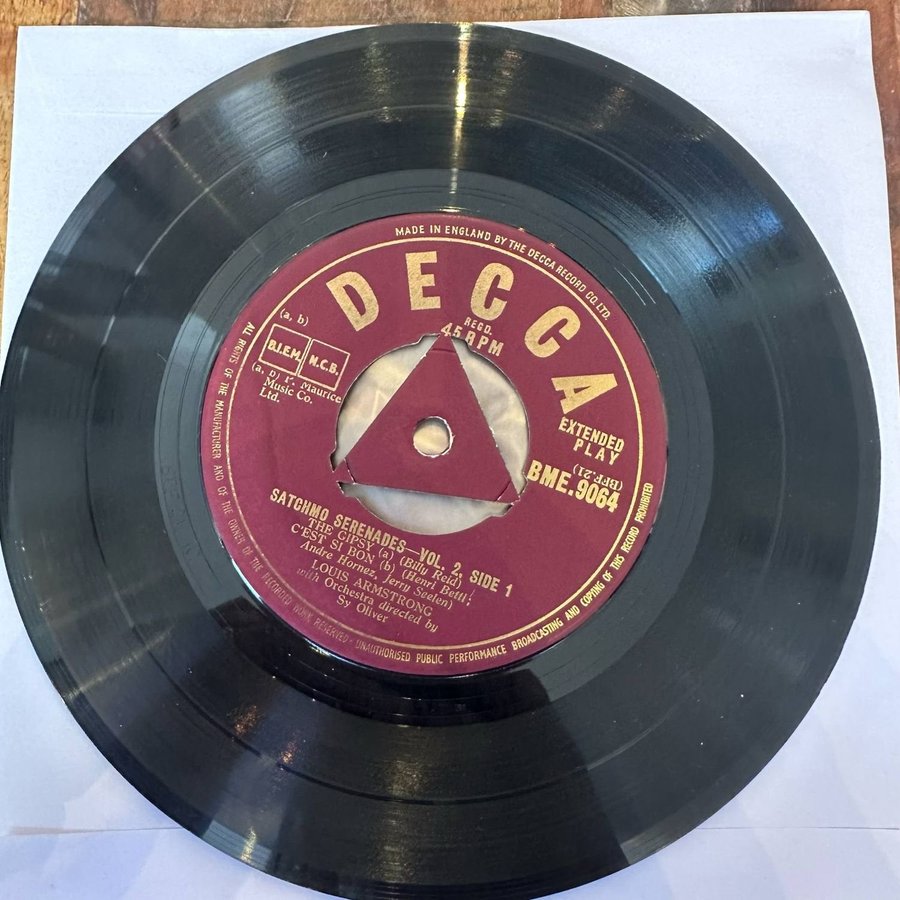 MADE IN ENGLAND BY THE DECCA RECORD CO. LTD.
DECCA
REGD.
45 RPM
(a, b)
B.I.E.M. N.C.B.
Maurice
Music Co.
Ltd.
EXTENDED
PLAY
BME.9064
SATCHMO SERENADES—VOL. 2, SIDE 1
THE GIPSY (a) (Billy Reid)
C'EST SI BON (b) (Henri Betti;
Andre Hornez, Jerry Seelen)
LOUIS ARMSTRONG
with Orchestra directed by
Sy Oliver
ALL RIGHTS OF THE MANUFACTURER AND OF THE OWNER OF THE RECORDED WORK RESERVED · UNAUTHORISED PUBLIC PERFORMANCE BROADCASTING AND COPYING OF THIS RECORD PROHIBITED